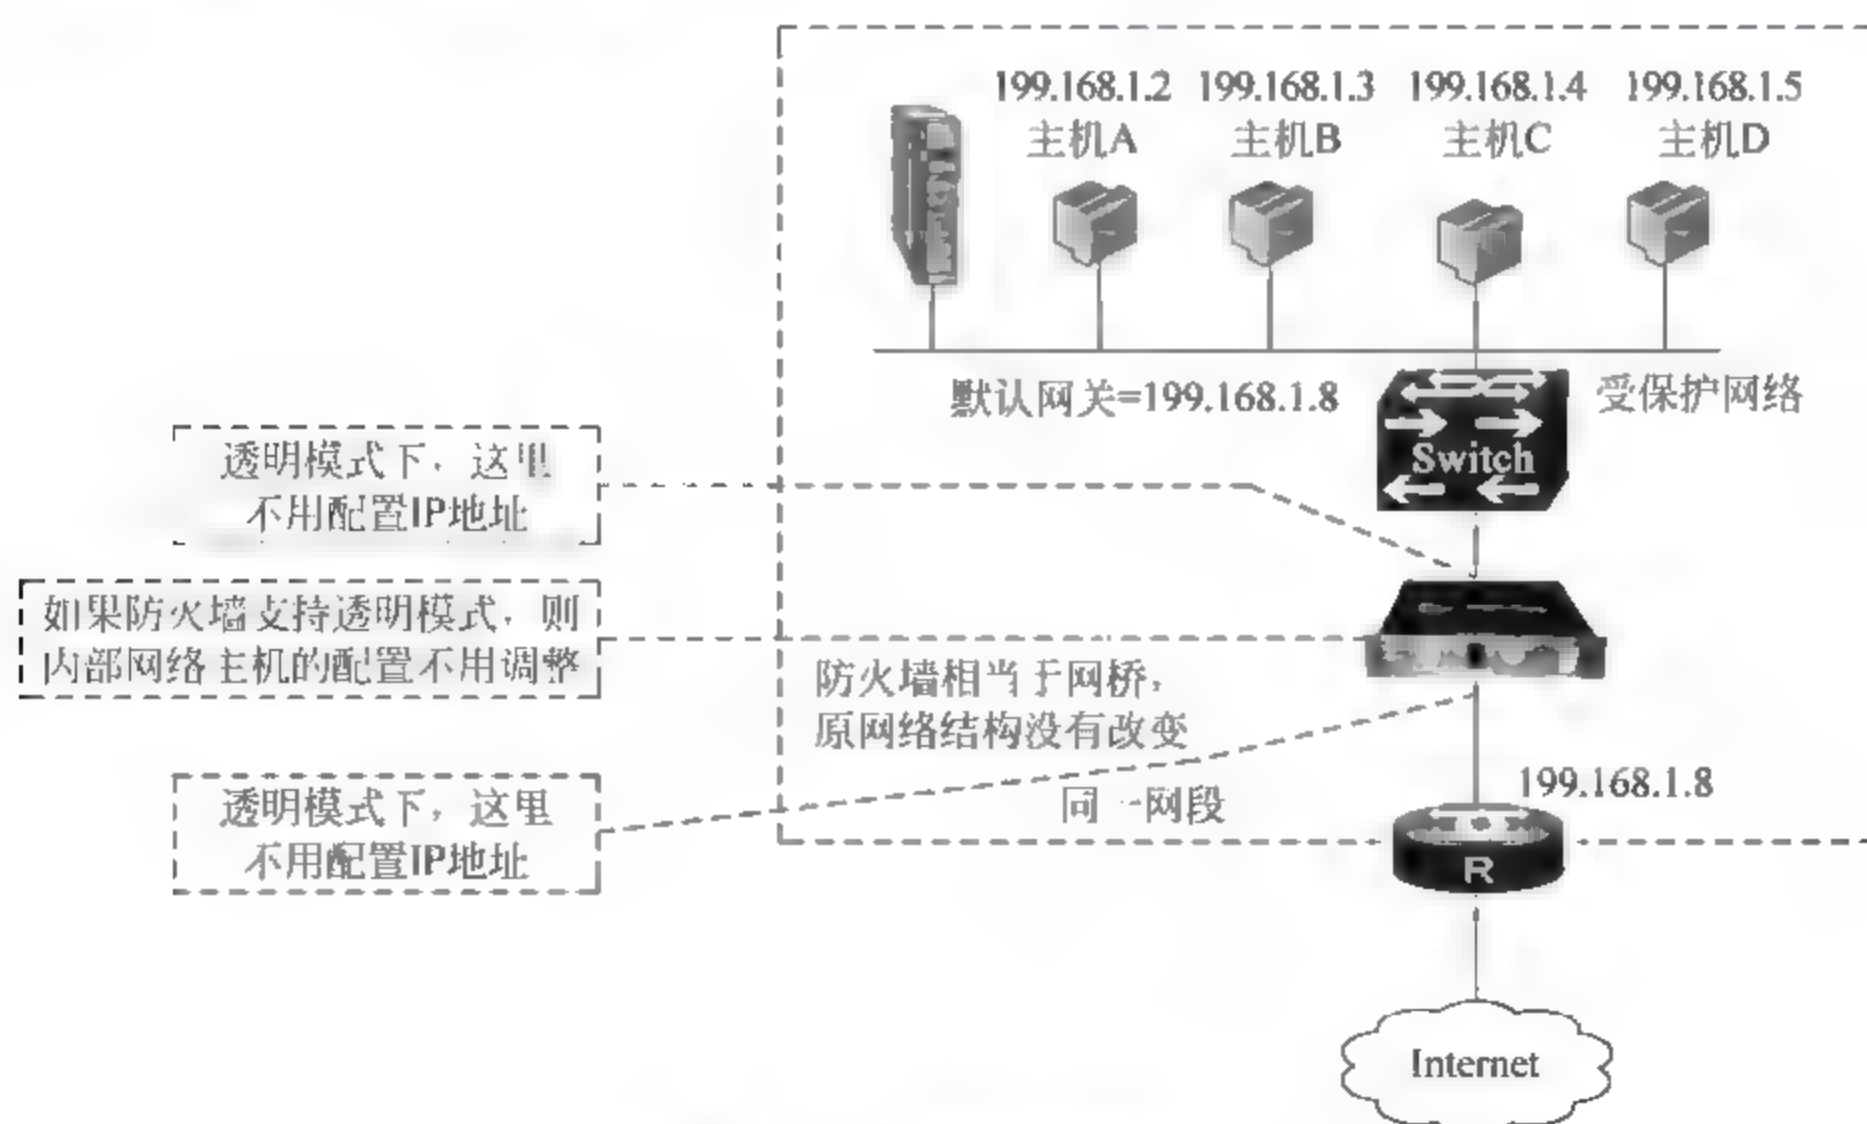 199.168.1.2 199.168.1.3 199.168.1.4 199.168.1.5
主机A 主机B 主机C 主机D
默认网关=199.168.1.8
受保护网络
Switch
透明模式下，这里
不用配置IP地址
如果防火墙支持透明模式，则
内部网络主机的配置不用调整
防火墙相当于网桥，
原网络结构没有改变
透明模式下，这里
不用配置IP地址
同一网段
199.168.1.8
R
Internet